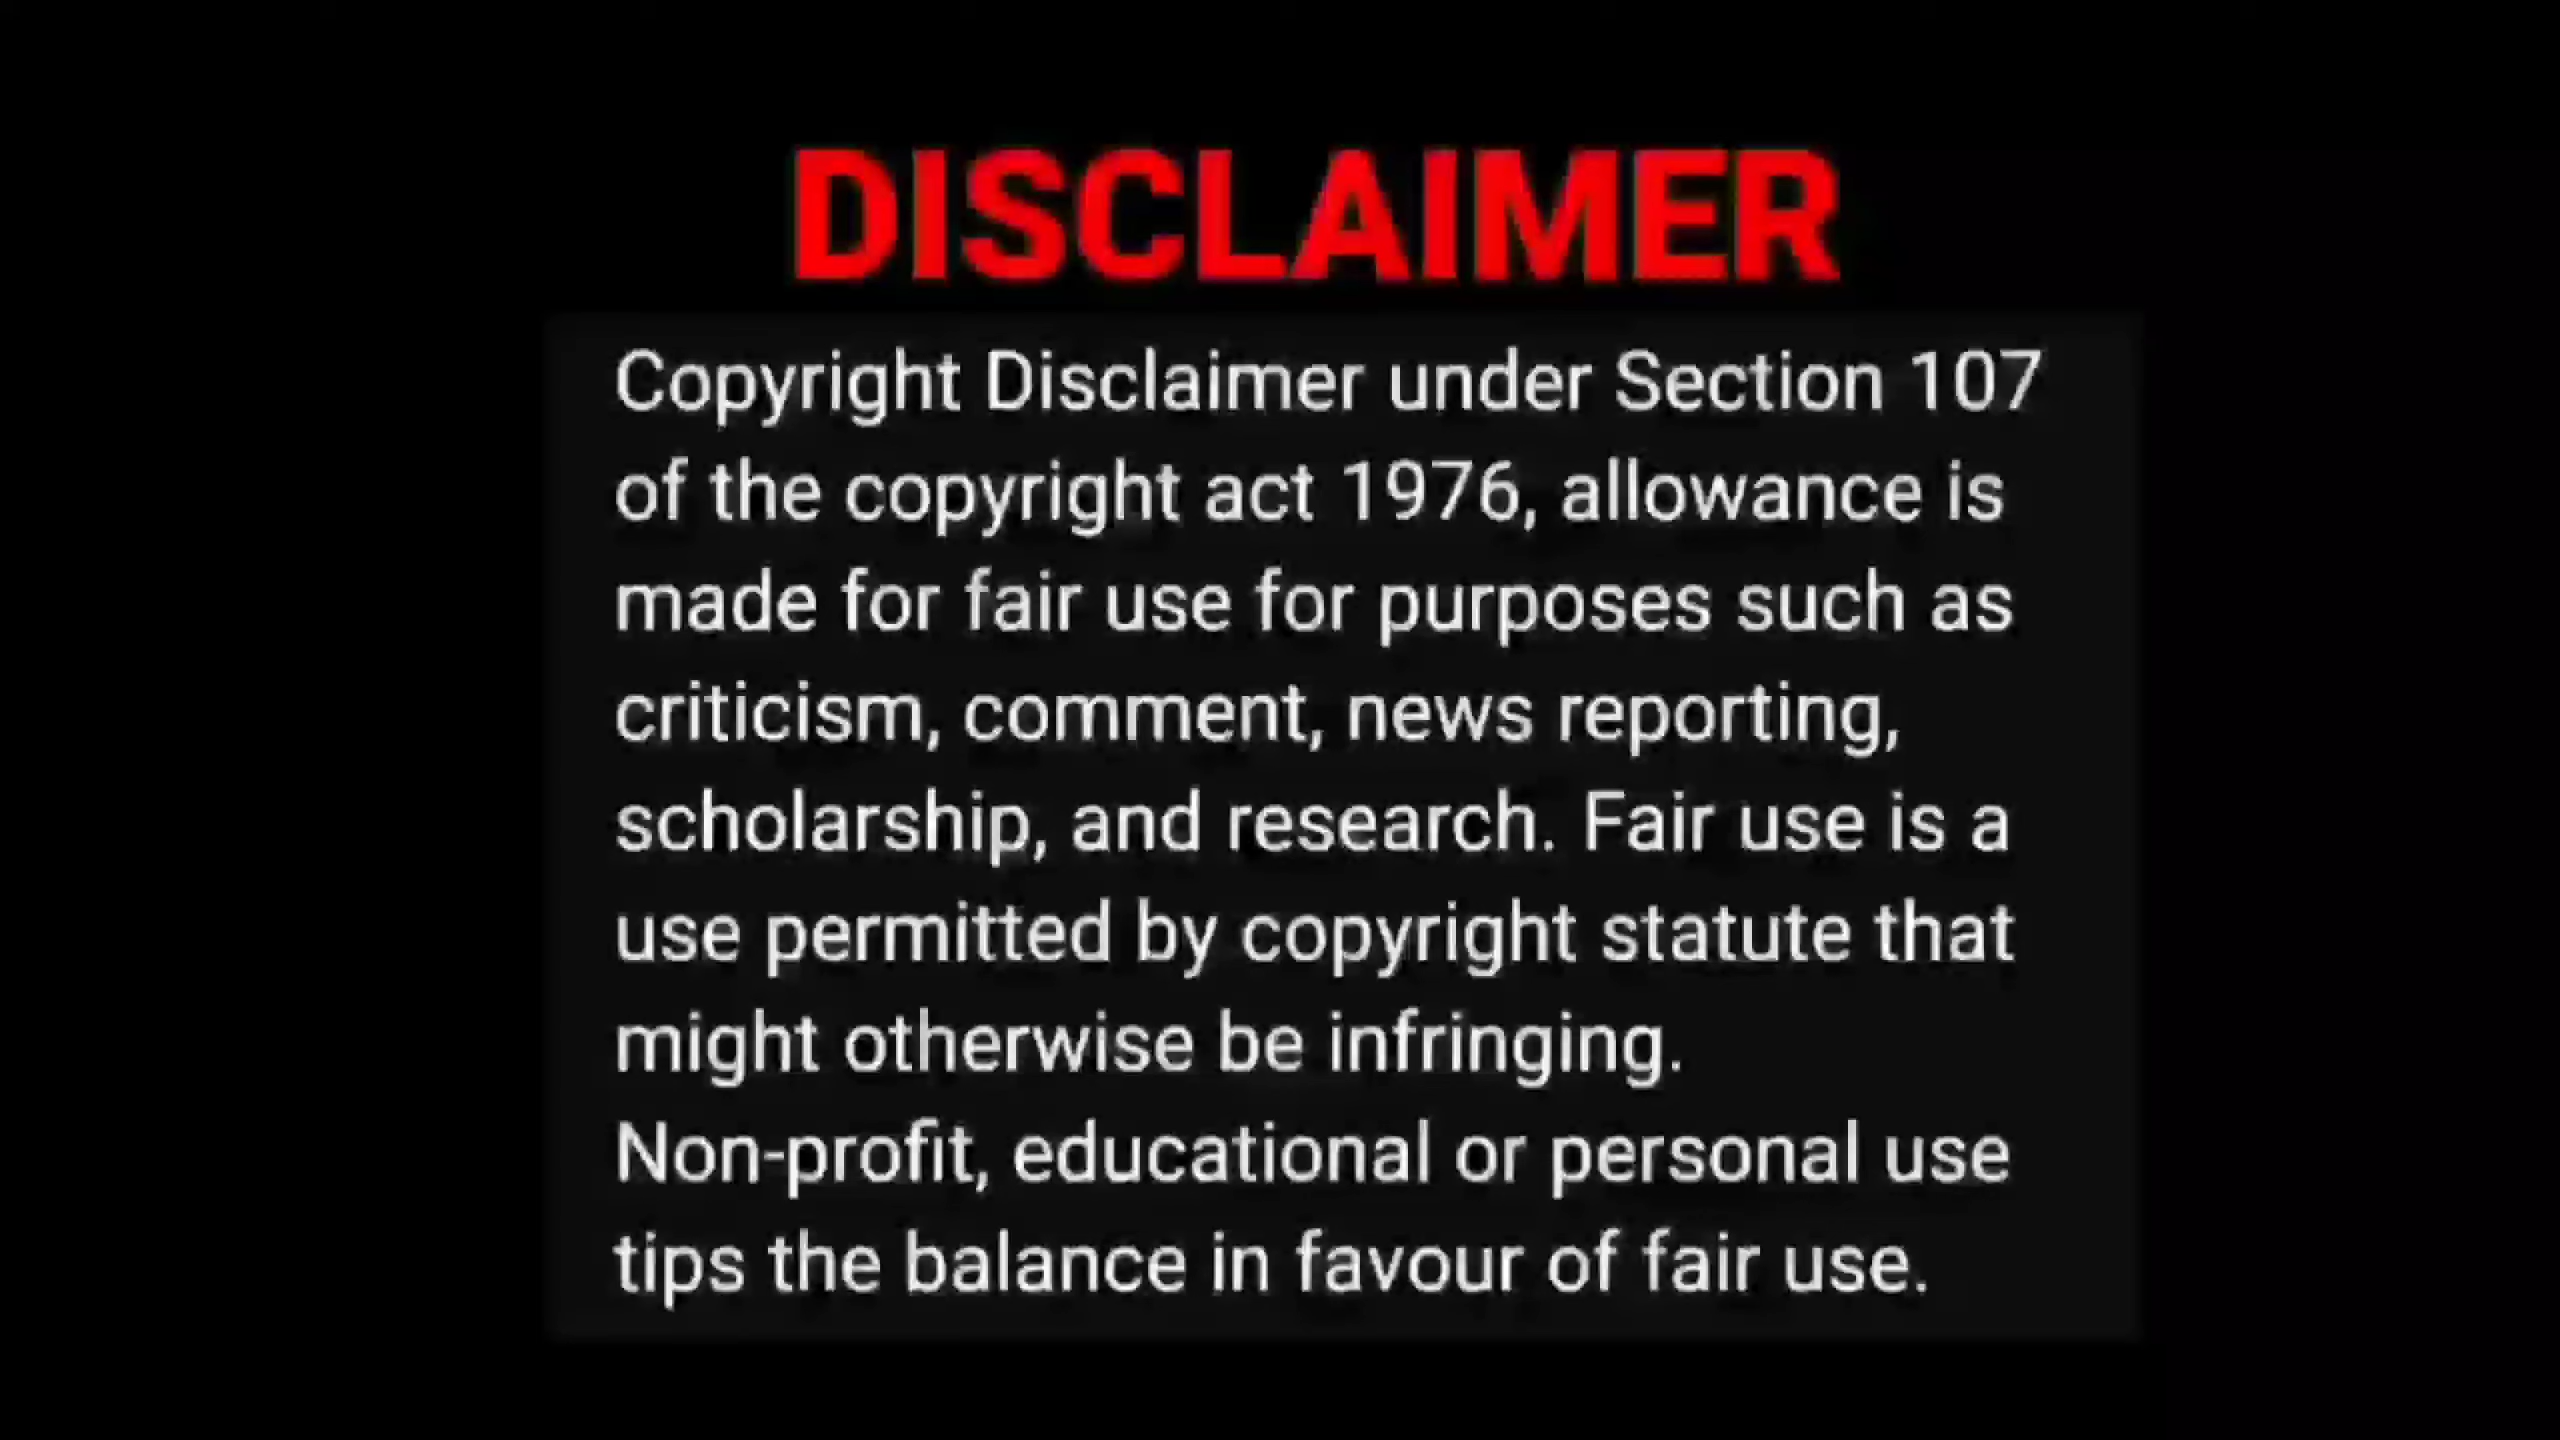 DISCLAIMER
Copyright Disclaimer under Section 107
of the copyright act 1976, allowance is
made for fair use for purposes such as
criticism, comment, news reporting,
scholarship, and research. Fair use is a
use permitted by copyright statute that
might otherwise be infringing.
Non-profit, educational or personal use
tips the balance in favour of fair use.